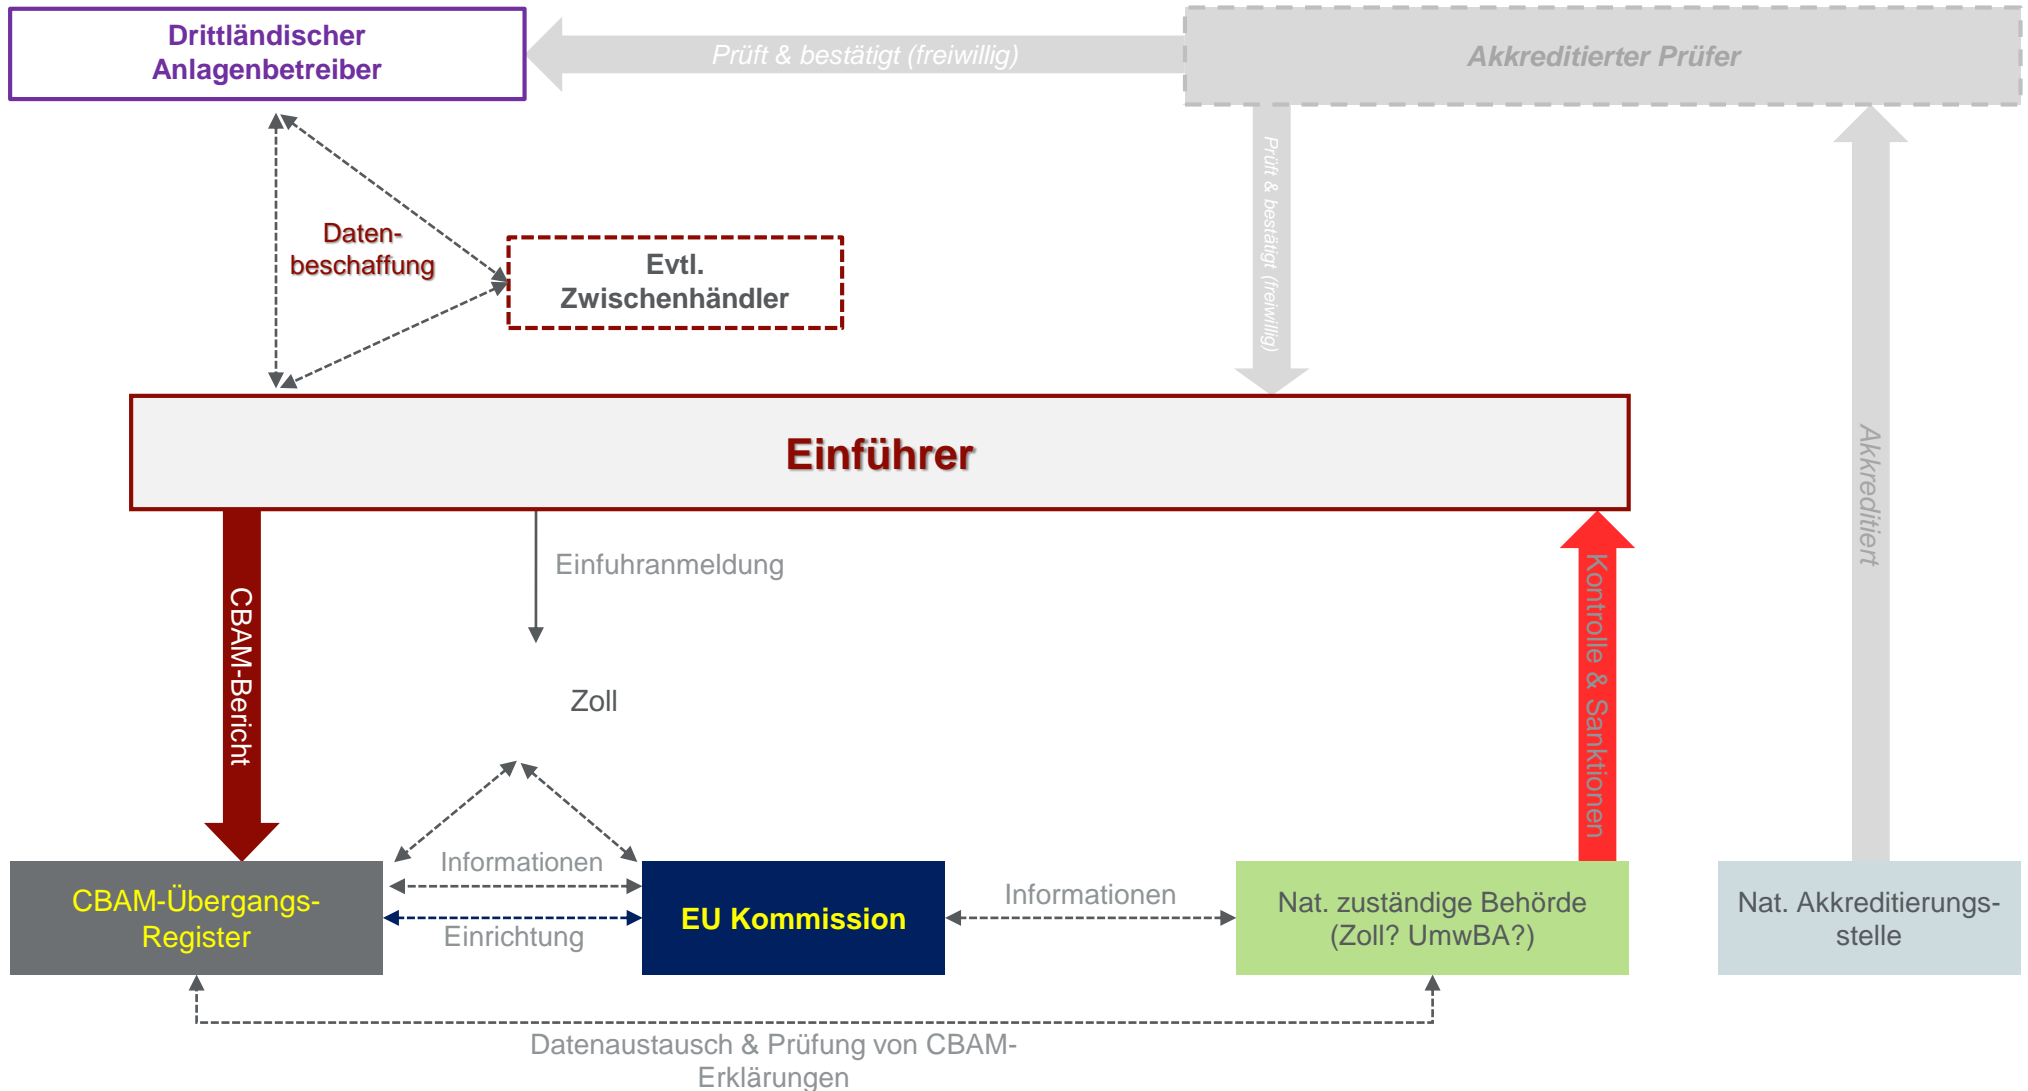 Drittländischer
Anlagenbetreiber
Prüft & bestätigt (freiwillig)
Akkreditierter Prüfer
Prüft & bestätigt (freiwillig)
Daten-
beschaffung
Evtl.
Zwischenhändler
Einführer
Akkreditiert
Einfuhranmeldung
CBAM-Bericht
Kontrolle & Sanktionen
Zoll
Informationen
CBAM-Übergangs-
Register
Einrichtung
EU Kommission
Informationen
Nat. zuständige Behörde
(Zoll? UmwBA?)
Nat. Akkreditierungs-
stelle
Datenaustausch & Prüfung von CBAM-
Erklärungen